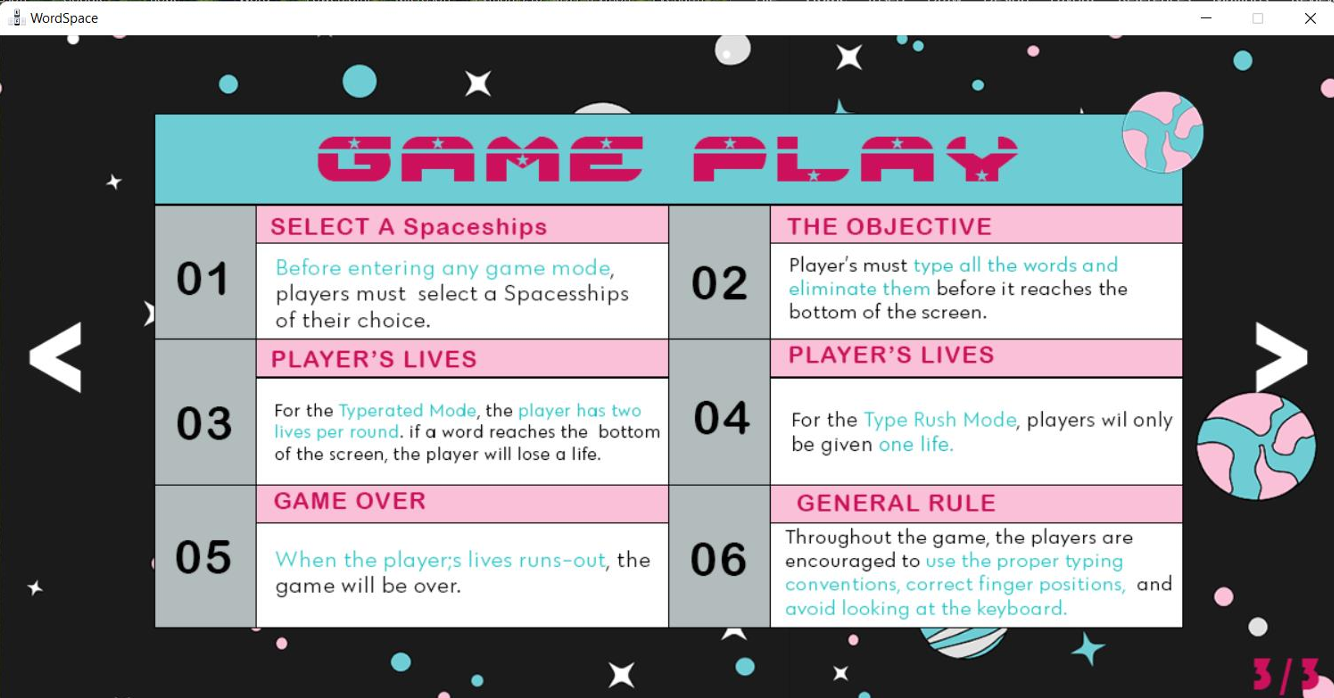 WordSpace
GAME PLAY
01
SELECT A Spaceships
Before entering any game mode,
players must select a Spacesships
of their choice.
02
THE OBJECTIVE
Player's must type all the words and
eliminate them before it reaches the
bottom of the screen.
03
PLAYER'S LIVES
For the Typerated Mode, the player has two
lives per round. if a word reaches the bottom
of the screen, the player will lose a life.
04
PLAYER'S LIVES
For the Type Rush Mode, players wil only
be given one life.
05
GAME OVER
When the player;s lives runs-out, the
game will be over.
06
GENERAL RULE
Throughout the game, the players are
encouraged to use the proper typing
conventions, correct finger positions, and
avoid looking at the keyboard.
<
>
3/3